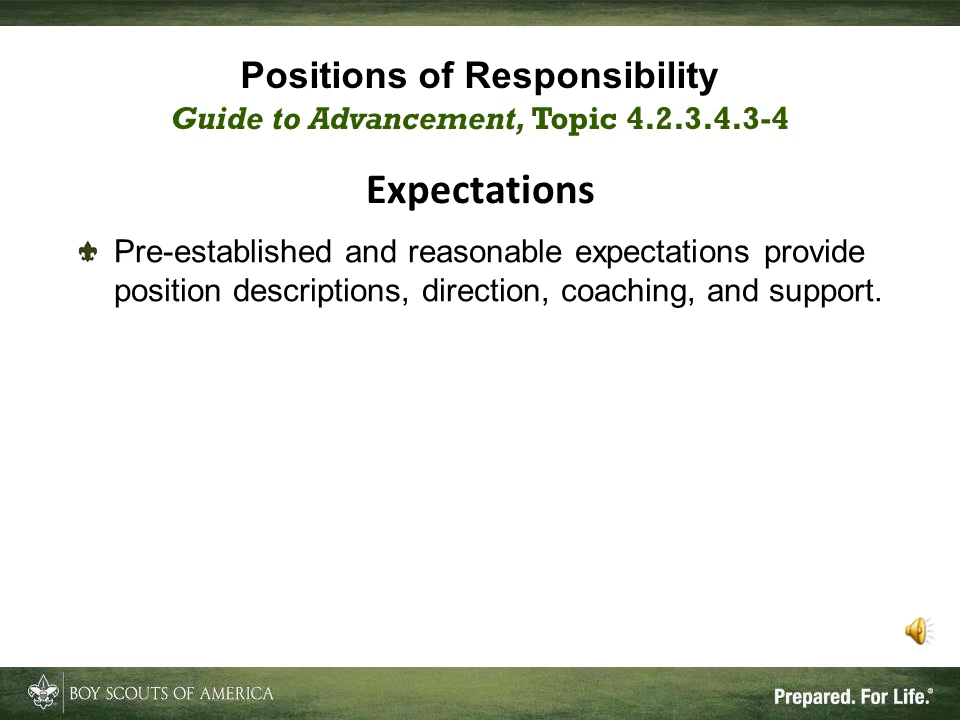 Positions of Responsibility
Guide to Advancement, Topic 4.2.3.4.3-4
Expectations
Pre-established and reasonable expectations provide
position descriptions, direction, coaching, and support.
BOY SCOUTS OF AMERICA
Prepared. For Life.®